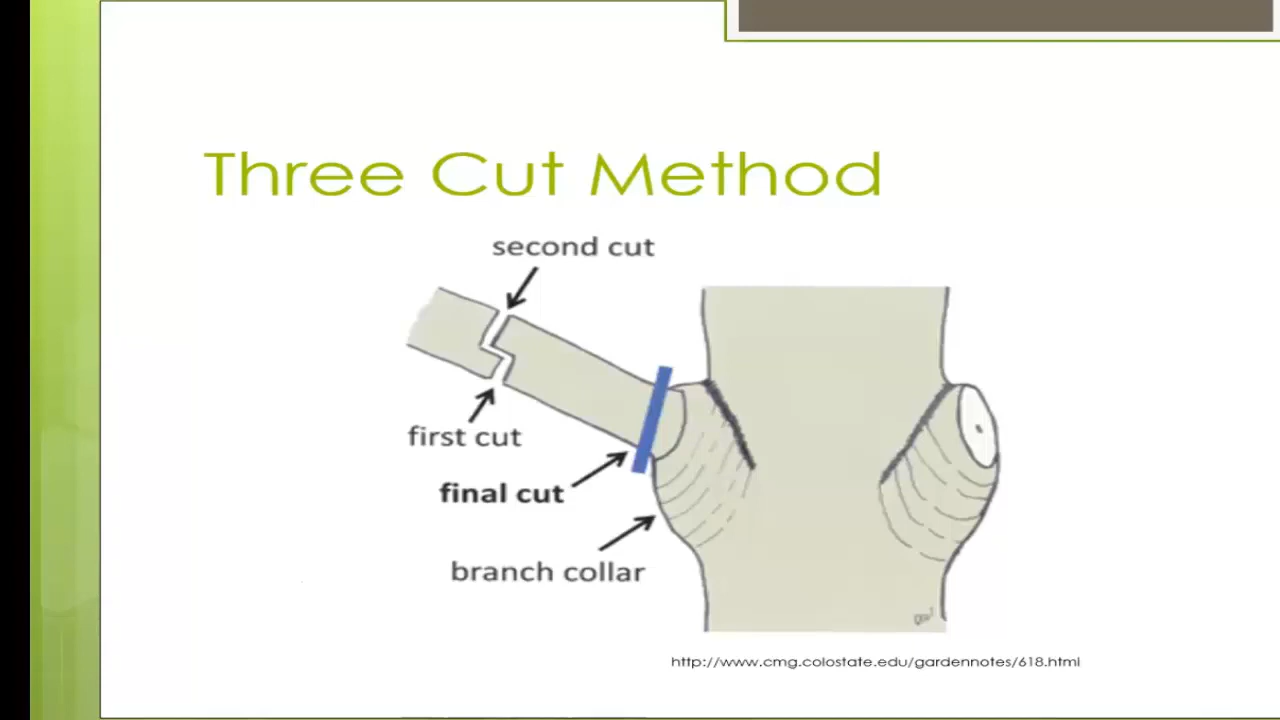 Three Cut Method
second cut
first cut
final cut
branch collar
http://www.cmg.colostate.edu/gardennotes/618.html